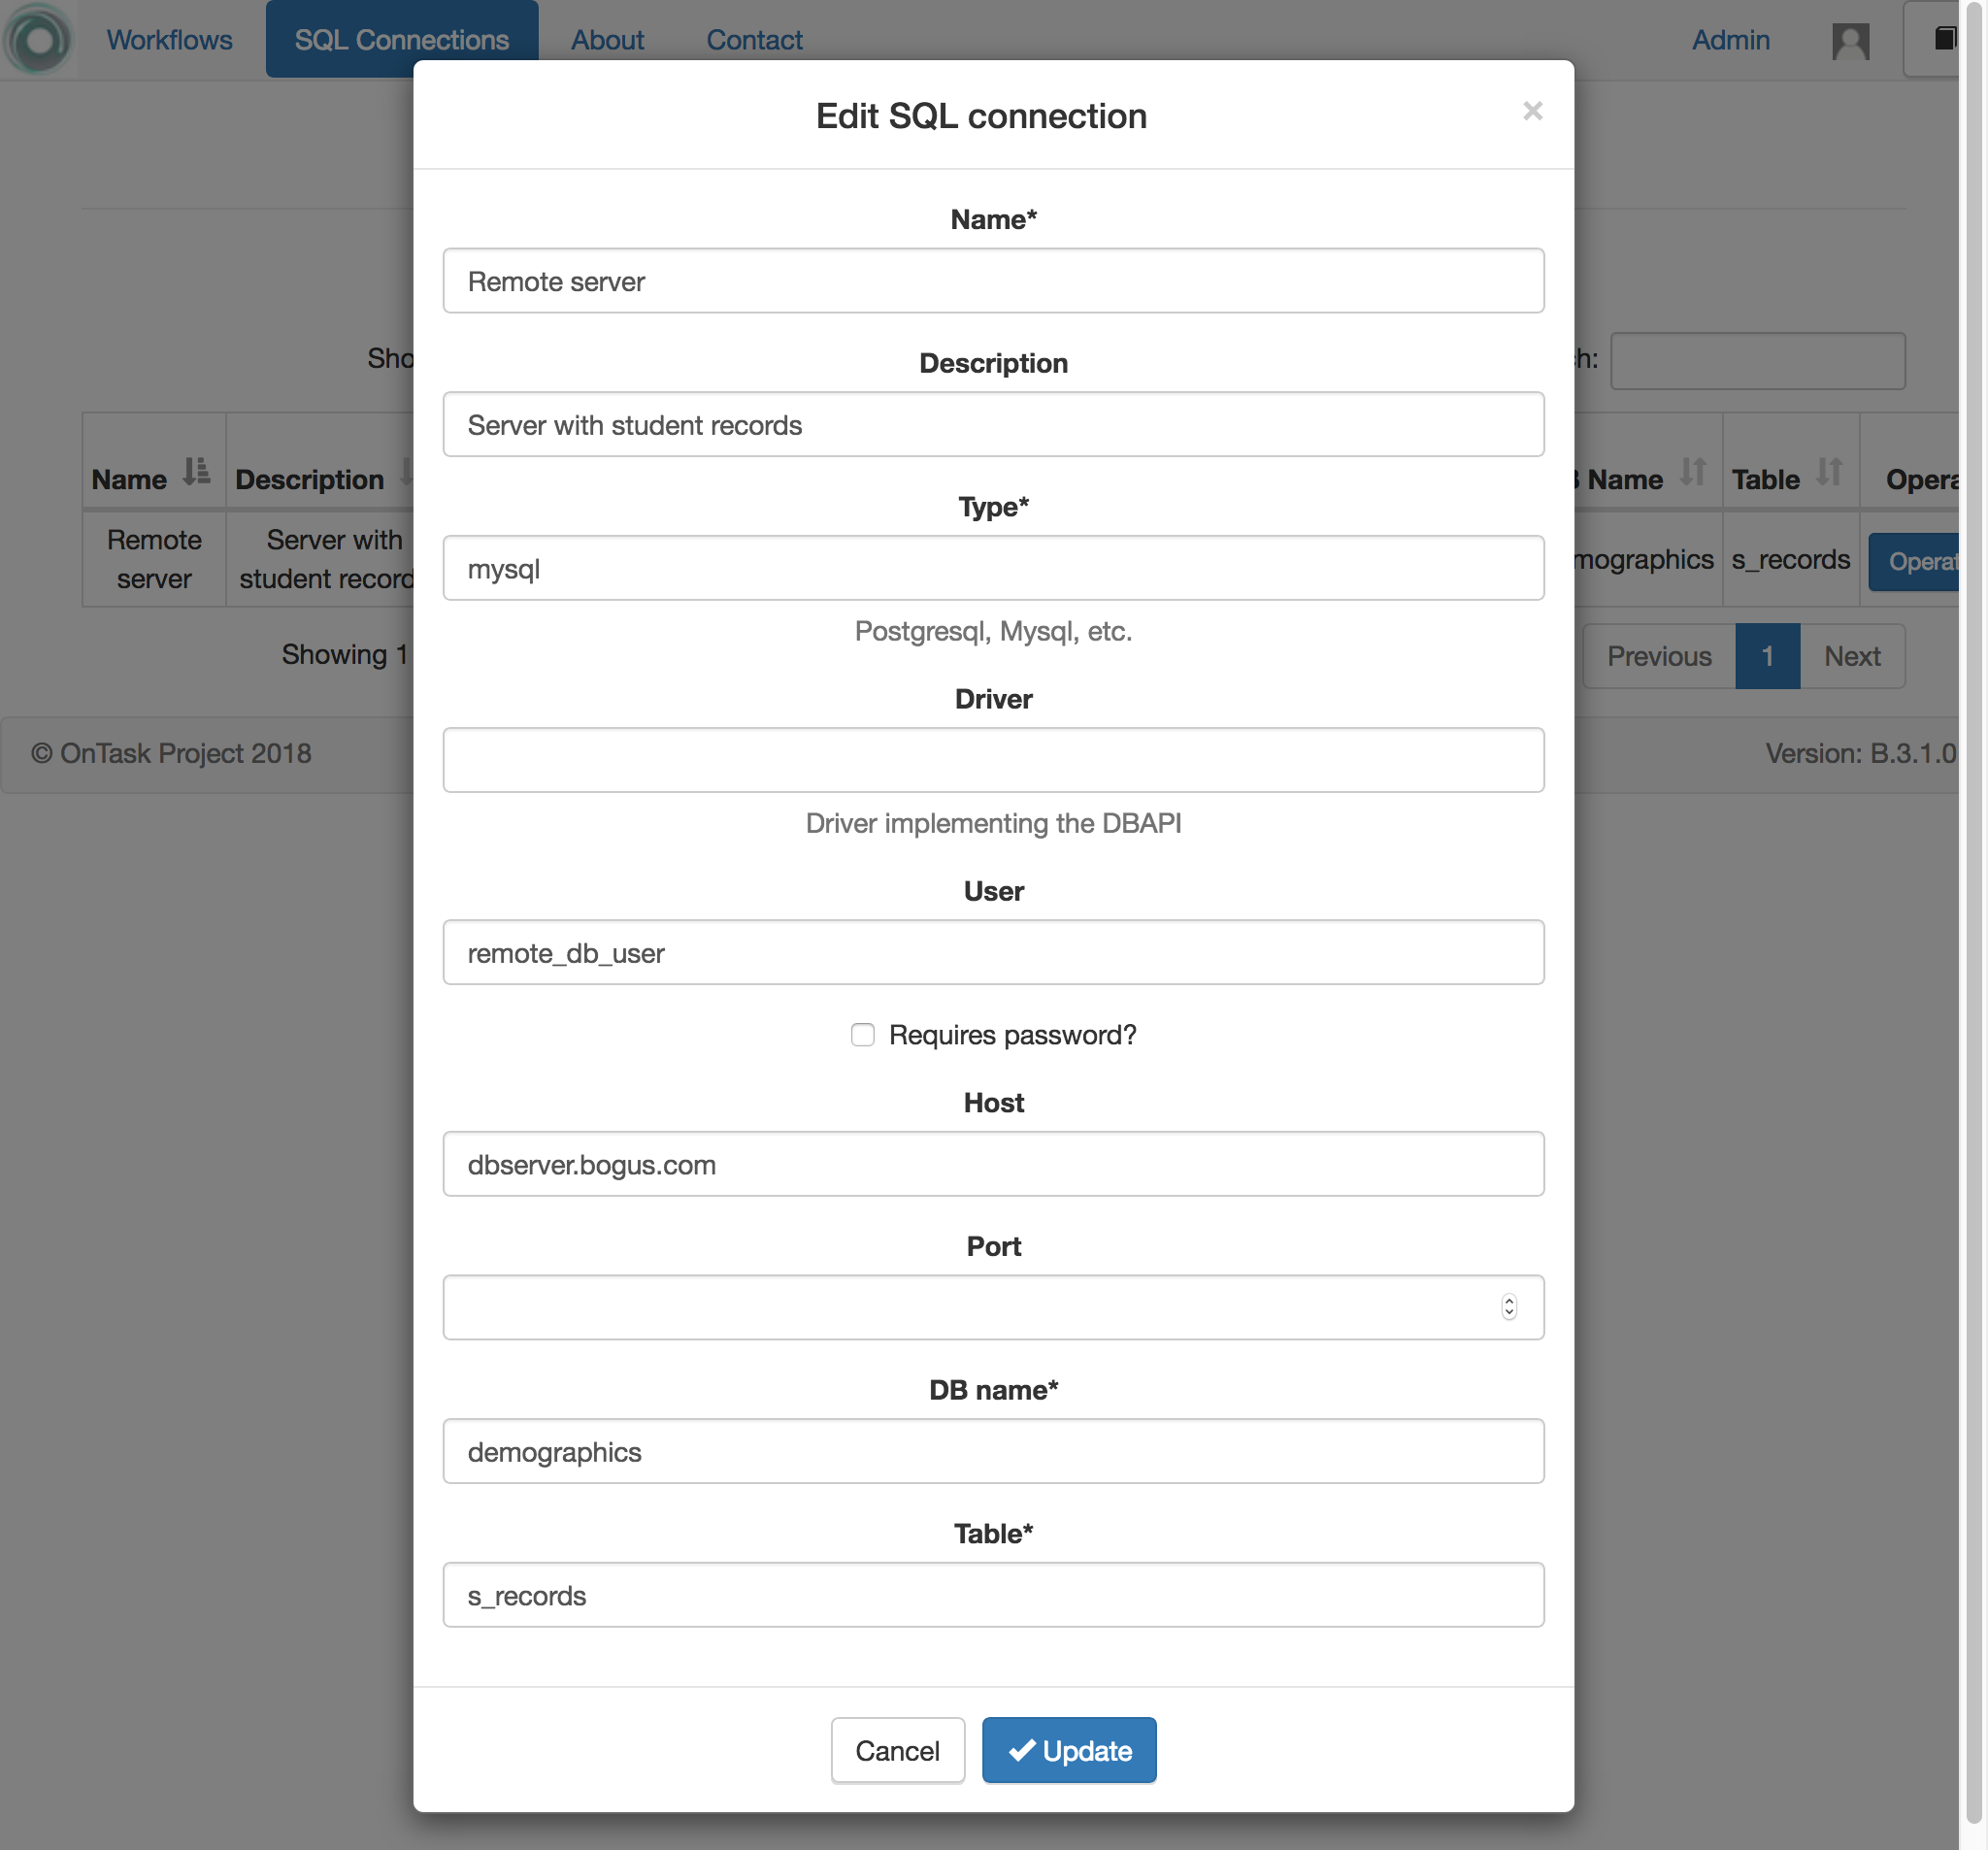 Workflows SQL Connections About Contact Admin
Edit SQL connection ×
Name*
Remote server
Description
Server with student records
Type*
mysql
Postgresql, Mysql, etc.
Driver
Driver implementing the DBAPI
User
remote_db_user
Requires password?
Host
dbserver.bogus.com
Port
DB name*
demographics
Table*
s_records
Cancel Update
Sho
ch:
Name Description Name Table Opera
Remote server
Server with
student record
mographics s_records Operat
Showing 1
Previous 1 Next
© OnTask Project 2018 Version: B.3.1.0